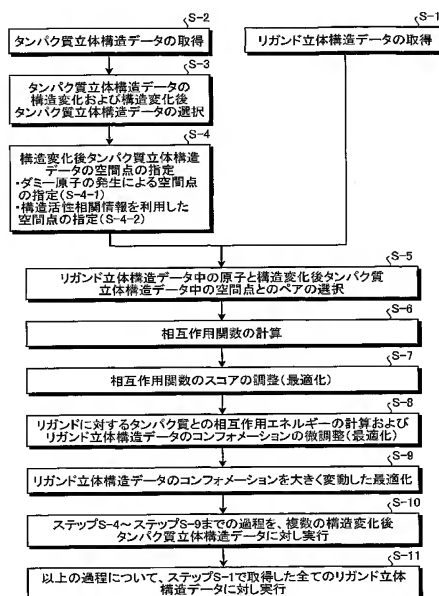 S-2
タンパク質立体構造データの取得
S-1
リガンド立体構造データの取得
S-3
タンパク質立体構造データの
構造変化および構造変化後
タンパク質立体構造データの選択
S-4
構造変化後タンパク質立体構造
データの空間点の指定
・ダミー原子の発生による空間点
の指定(S-4-1)
・構造活性相関情報を利用した
空間点の指定(S-4-2)
S-5
リガンド立体構造データ中の原子と構造変化後タンパク質
立体構造データ中の空間点とのペアの選択
S-6
相互作用関数の計算
S-7
相互作用関数のスコアの調整(最適化)
S-8
リガンドに対するタンパク質との相互作用エネルギーの計算および
リガンド立体構造データのコンフォメーションの微調整(最適化)
S-9
リガンド立体構造データのコンフォメーションを大きく変動した最適化
S-10
ステップS-4～ステップS-9までの過程を、複数の構造変化後
タンパク質立体構造データに対し実行
S-11
以上の過程について、ステップS-1で取得した全てのリガンド立体
構造データに対し実行